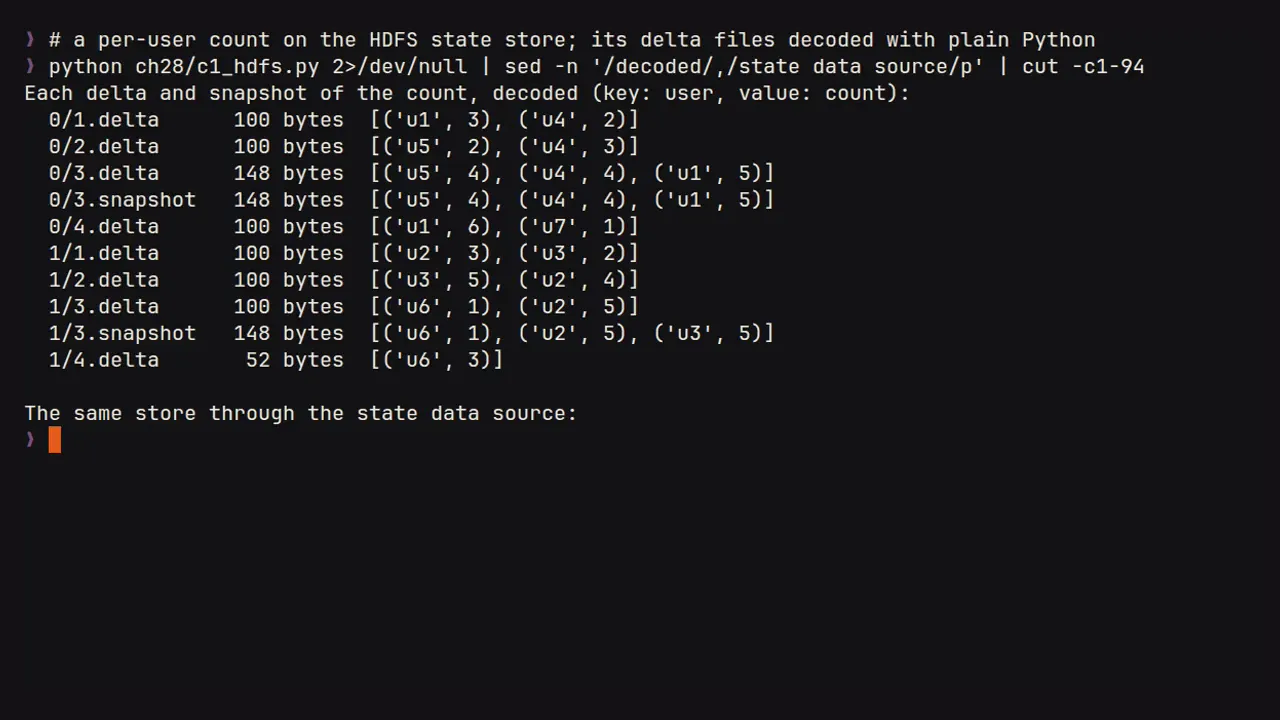 ❯ # a per-user count on the HDFS state store; its delta files decoded with plain Python
❯ python ch28/c1_hdfs.py 2>/dev/null | sed -n '/decoded/,/state data source/p' | cut -c1-94
Each delta and snapshot of the count, decoded (key: user, value: count):
  0/1.delta      100 bytes  [('u1', 3), ('u4', 2)]
  0/2.delta      100 bytes  [('u5', 2), ('u4', 3)]
  0/3.delta      148 bytes  [('u5', 4), ('u4', 4), ('u1', 5)]
  0/3.snapshot   148 bytes  [('u5', 4), ('u4', 4), ('u1', 5)]
  0/4.delta      100 bytes  [('u1', 6), ('u7', 1)]
  1/1.delta      100 bytes  [('u2', 3), ('u3', 2)]
  1/2.delta      100 bytes  [('u3', 5), ('u2', 4)]
  1/3.delta      100 bytes  [('u6', 1), ('u2', 5)]
  1/3.snapshot   148 bytes  [('u6', 1), ('u2', 5), ('u3', 5)]
  1/4.delta       52 bytes  [('u6', 3)]

The same store through the state data source:
❯